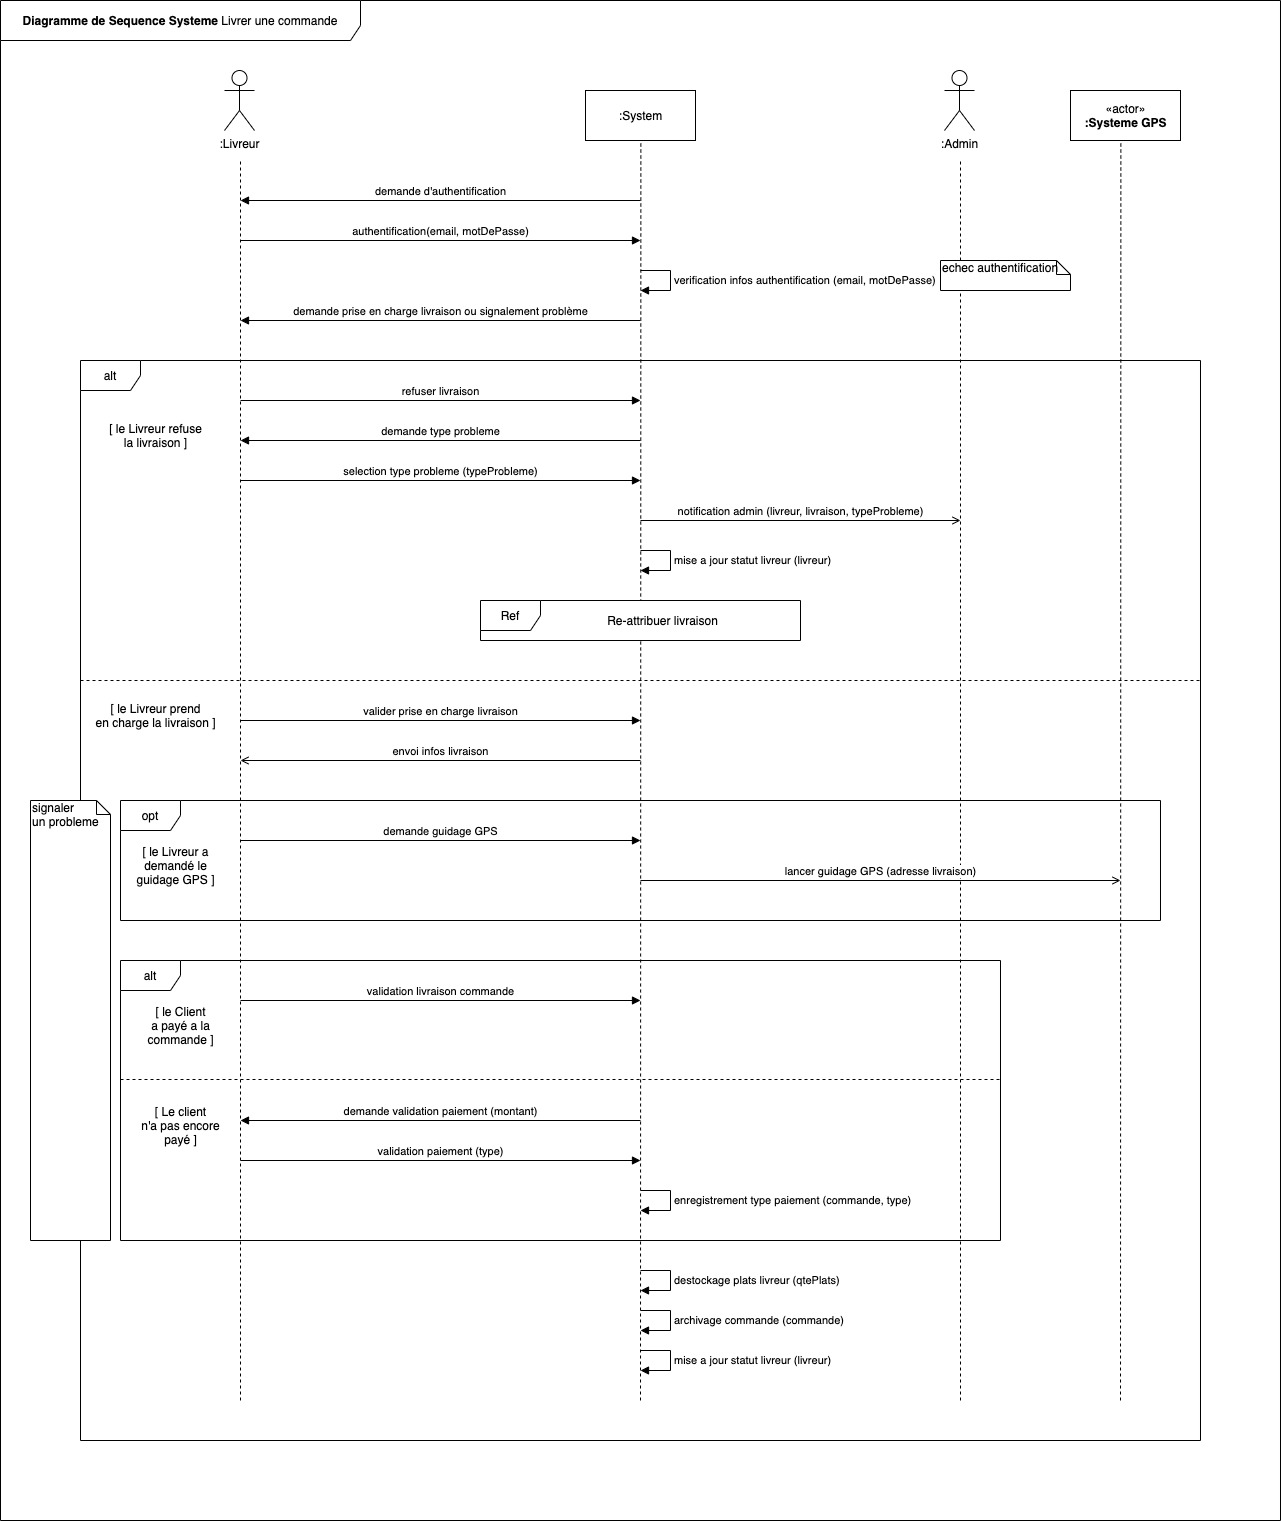 Diagramme de Sequence Systeme Livrer une commande
:Livreur
:System
:Admin
«actor»
:Systeme GPS
demande d'authentification
authentification(email, motDePasse)
verification infos authentification (email, motDePasse)
echec authentification
demande prise en charge livraison ou signalement problème
alt
refuser livraison
[ le Livreur refuse
la livraison ]
demande type probleme
selection type probleme (typeProbleme)
notification admin (livreur, livraison, typeProbleme)
mise a jour statut livreur (livreur)
Ref
Re-attribuer livraison
[ le Livreur prend
en charge la livraison ]
valider prise en charge livraison
envoi infos livraison
signaler
un probleme
opt
demande guidage GPS
[ le Livreur a
demandé le
guidage GPS ]
lancer guidage GPS (adresse livraison)
alt
validation livraison commande
[ le Client
a payé a la
commande ]
[ Le client
n'a pas encore
payé ]
demande validation paiement (montant)
validation paiement (type)
enregistrement type paiement (commande, type)
destockage plats livreur (qtePlats)
archivage commande (commande)
mise a jour statut livreur (livreur)